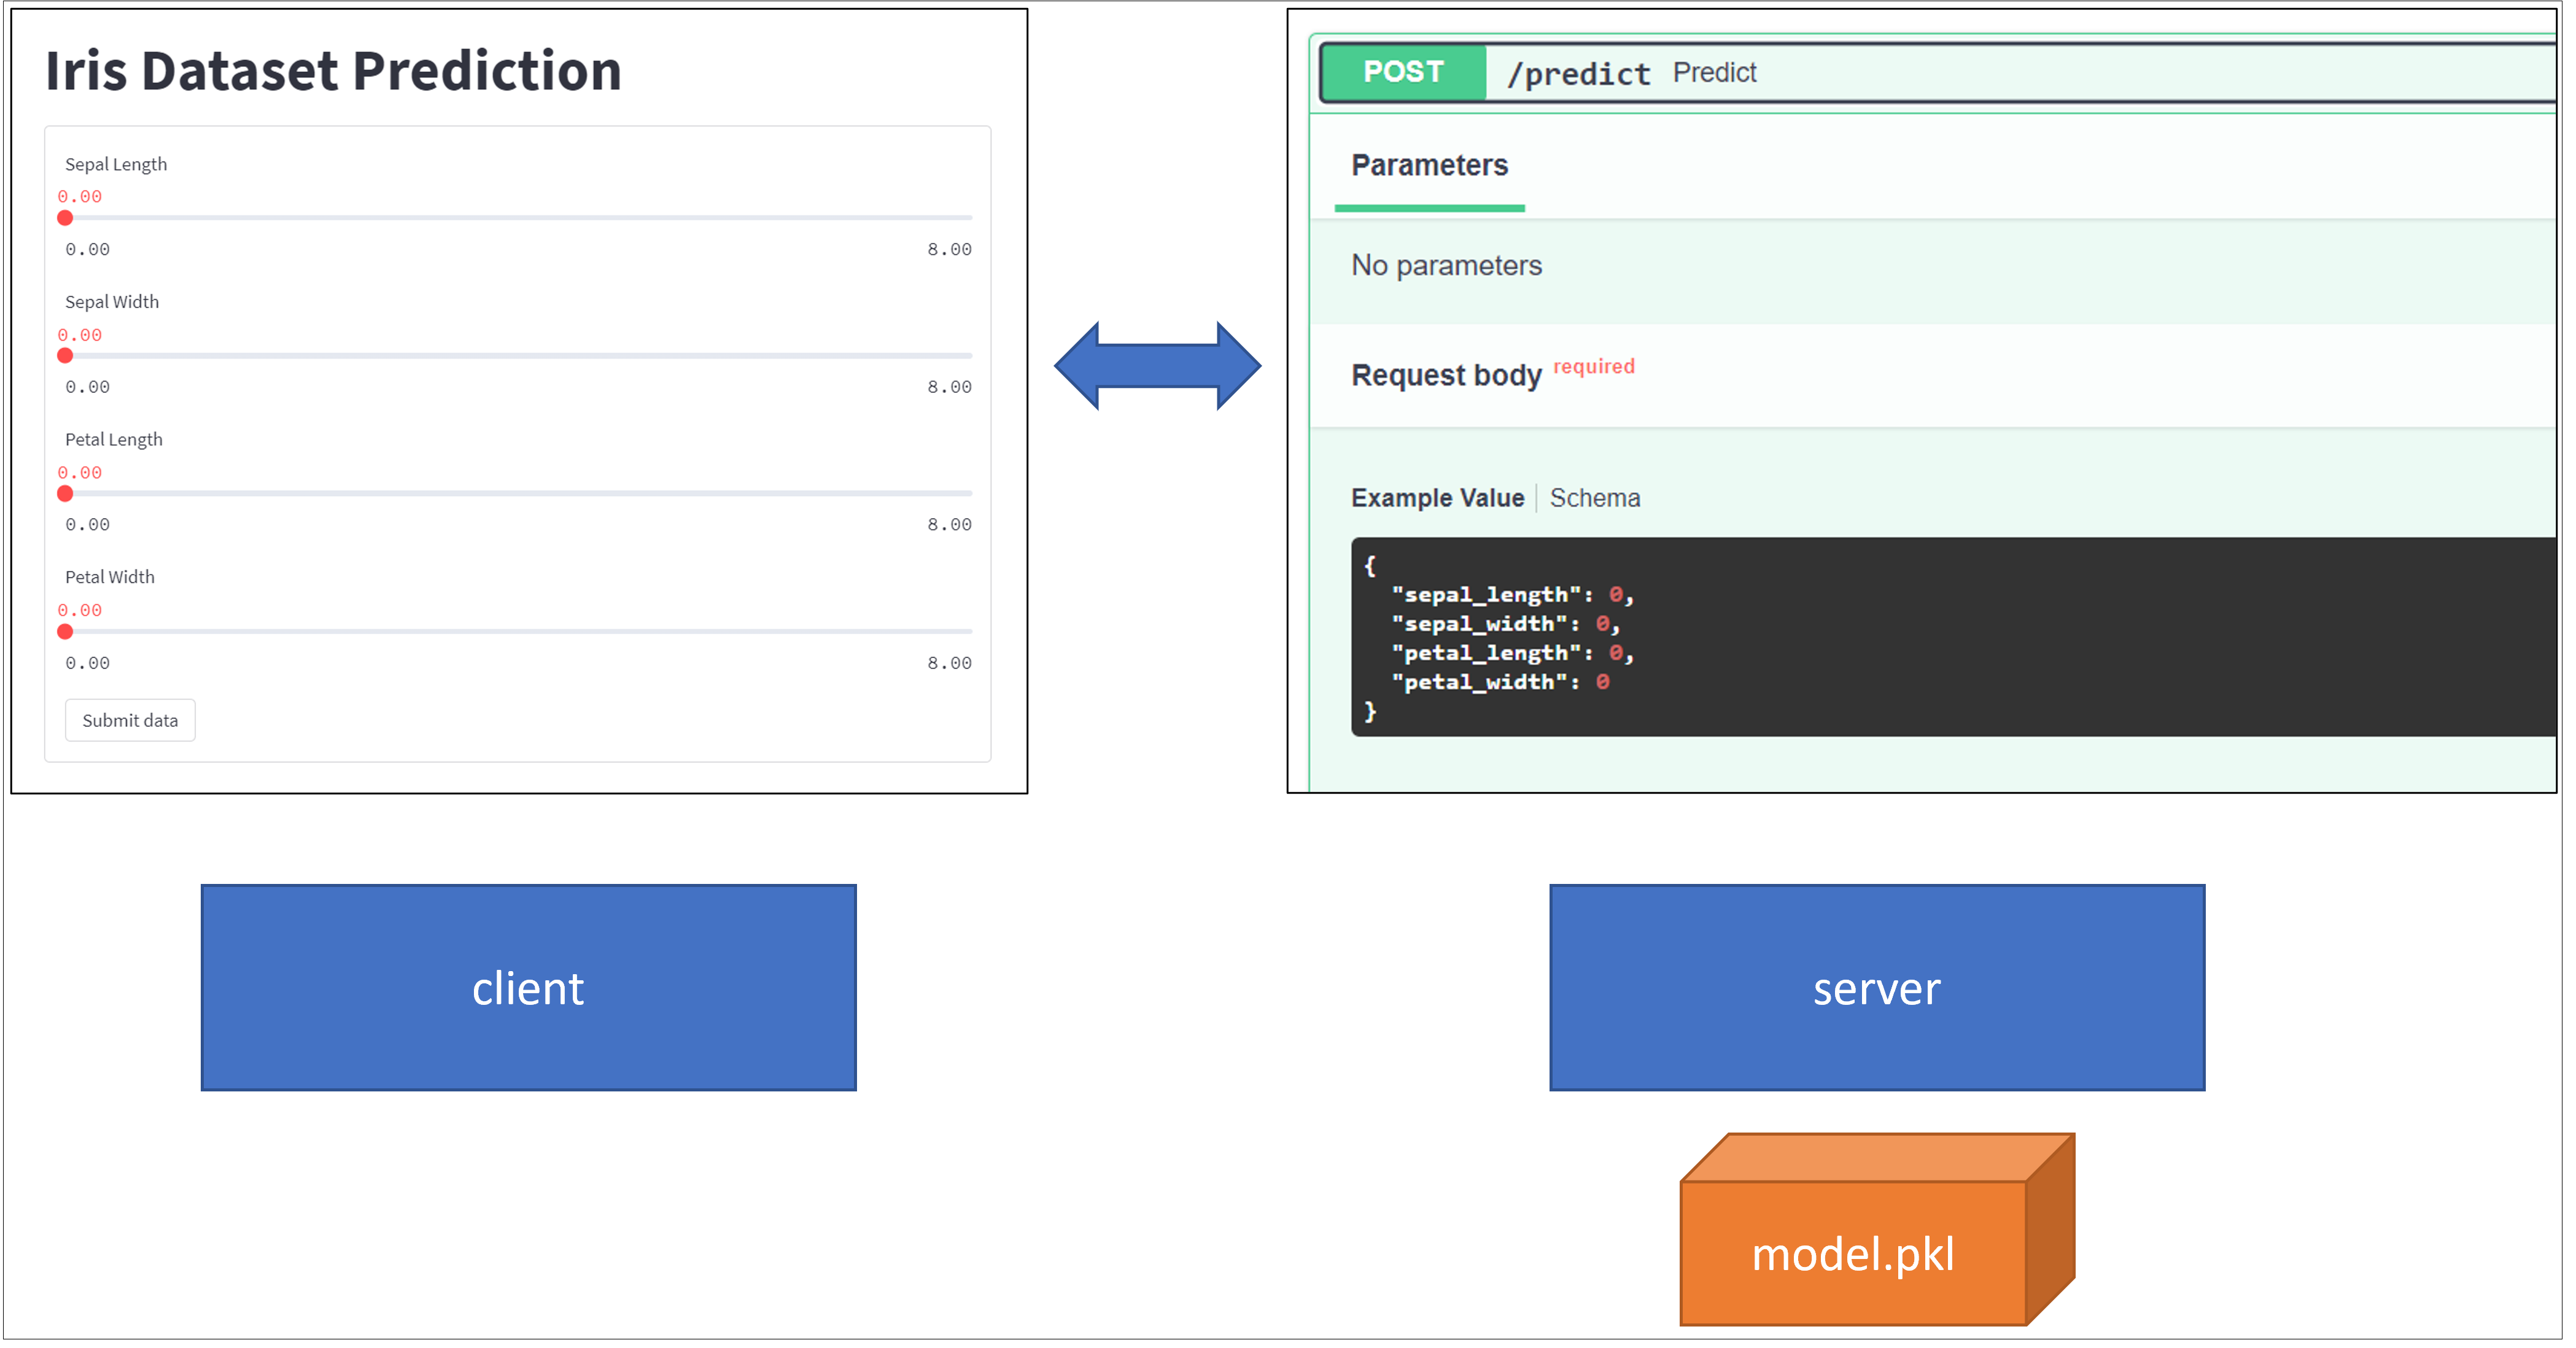 Iris Dataset Prediction
Sepal Length
0.00
0.00 8.00
Sepal Width
0.00
0.00 8.00
Petal Length
0.00
0.00 8.00
Petal Width
0.00
0.00 8.00
Submit data
POST /predict Predict
Parameters
No parameters
Request body required
Example Value Schema
{
"sepal_length": 0,
"sepal_width": 0,
"petal_length": 0,
"petal_width": 0
}
client
server
model.pkl